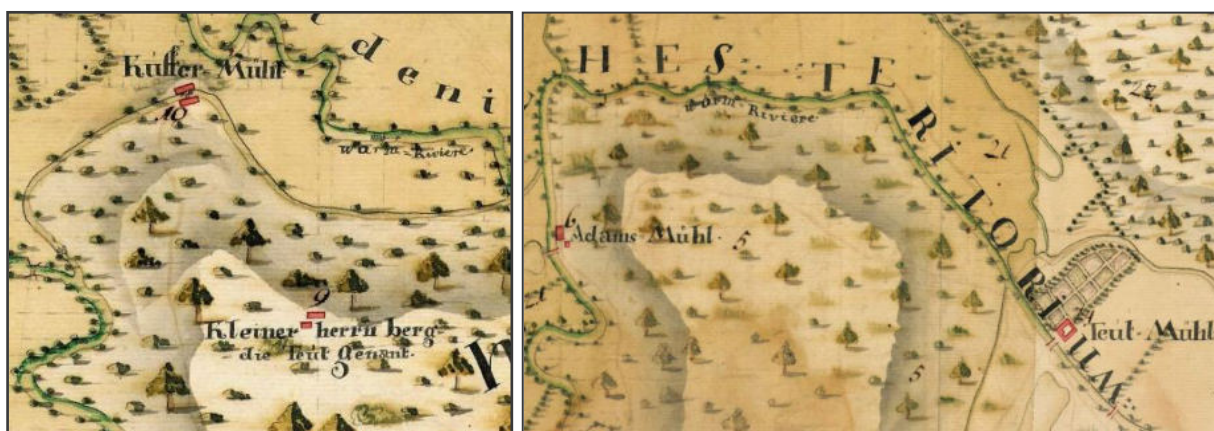 deni
Kuffer-Mühl
10
warm-Riviere
9
Kleiner herrn berg
die Teut Genant.
HES TERRITORIUM
warm-Riviere
21
22
6
Adams-Mühl
5
Teut-Mühl
5